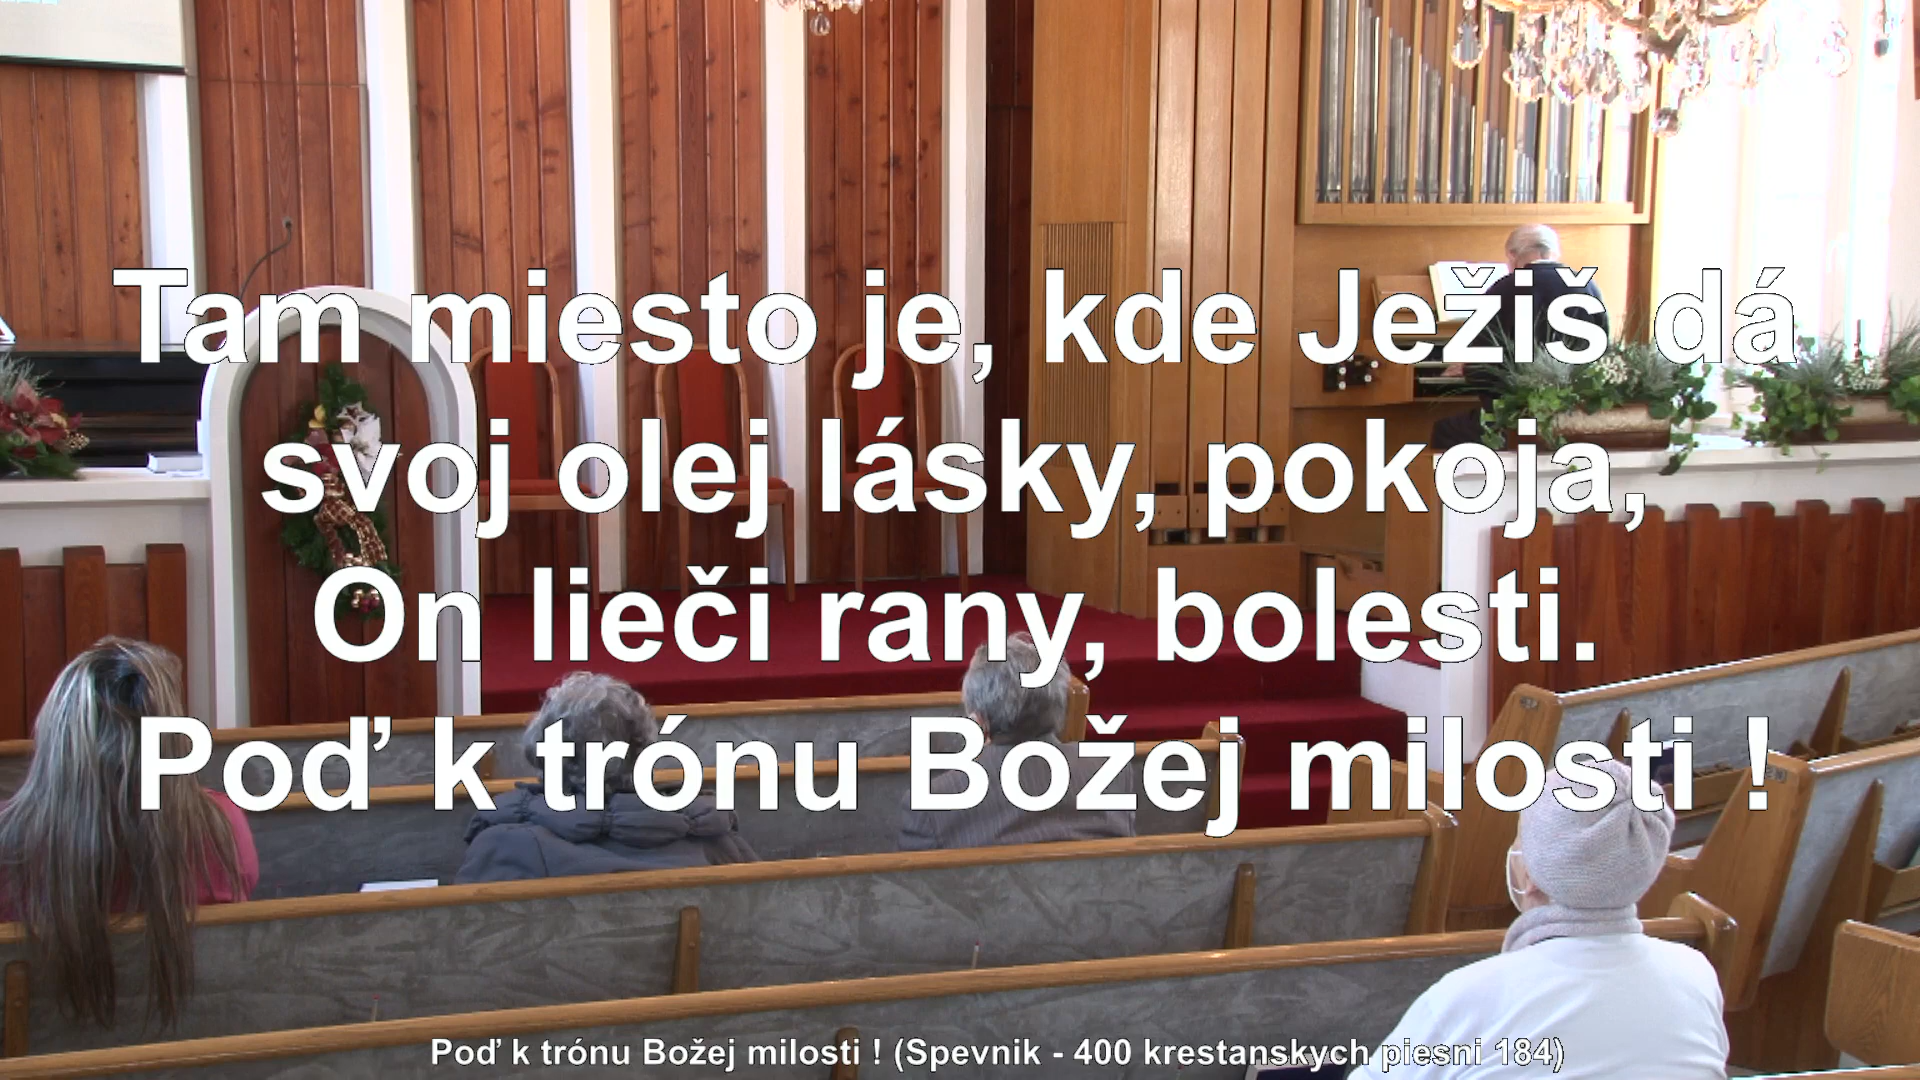 Tam miesto je, kde Ježiš dá
svoj olej lásky, pokoja,
On lieči rany, bolesti.
Poď k trónu Božej milosti !
Poď k trónu Božej milosti ! (Spevnik - 400 krestanskych piesni 184)